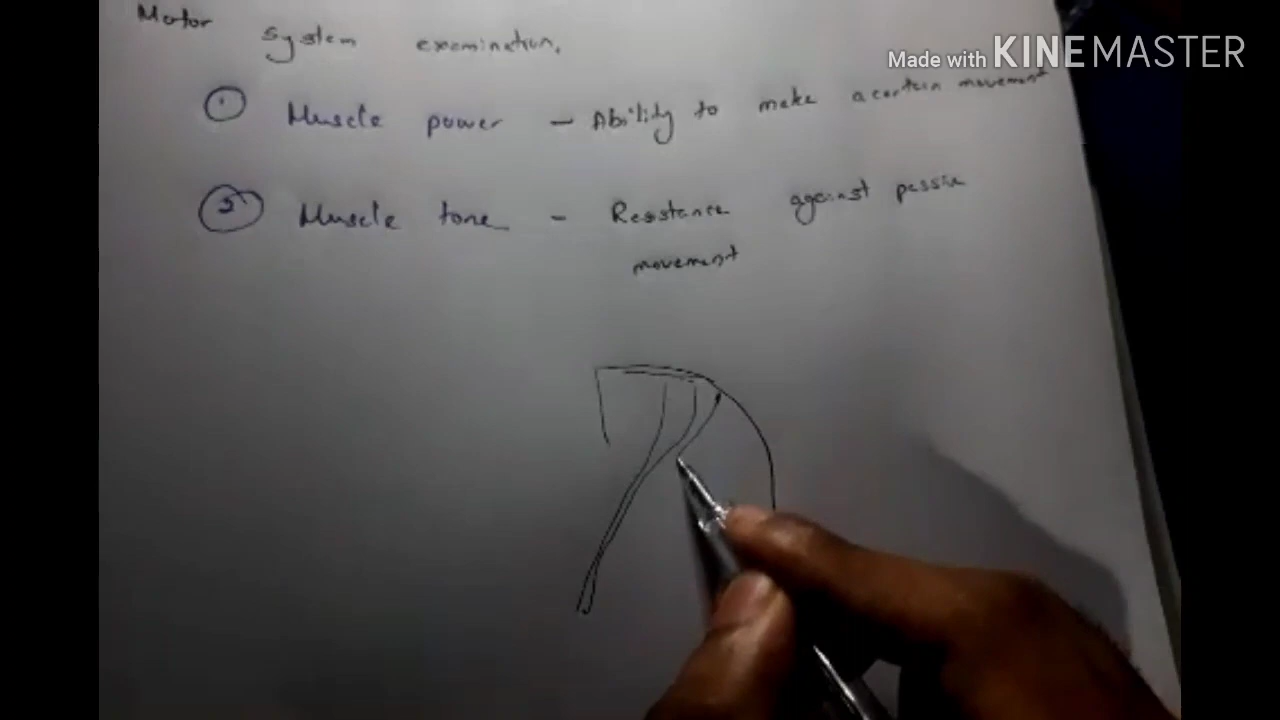 Made with KINEMASTER
Motor System examination.
1 Muscle power - Ability to make a certain movement
2 Muscle tone - Resistance against passive
movement